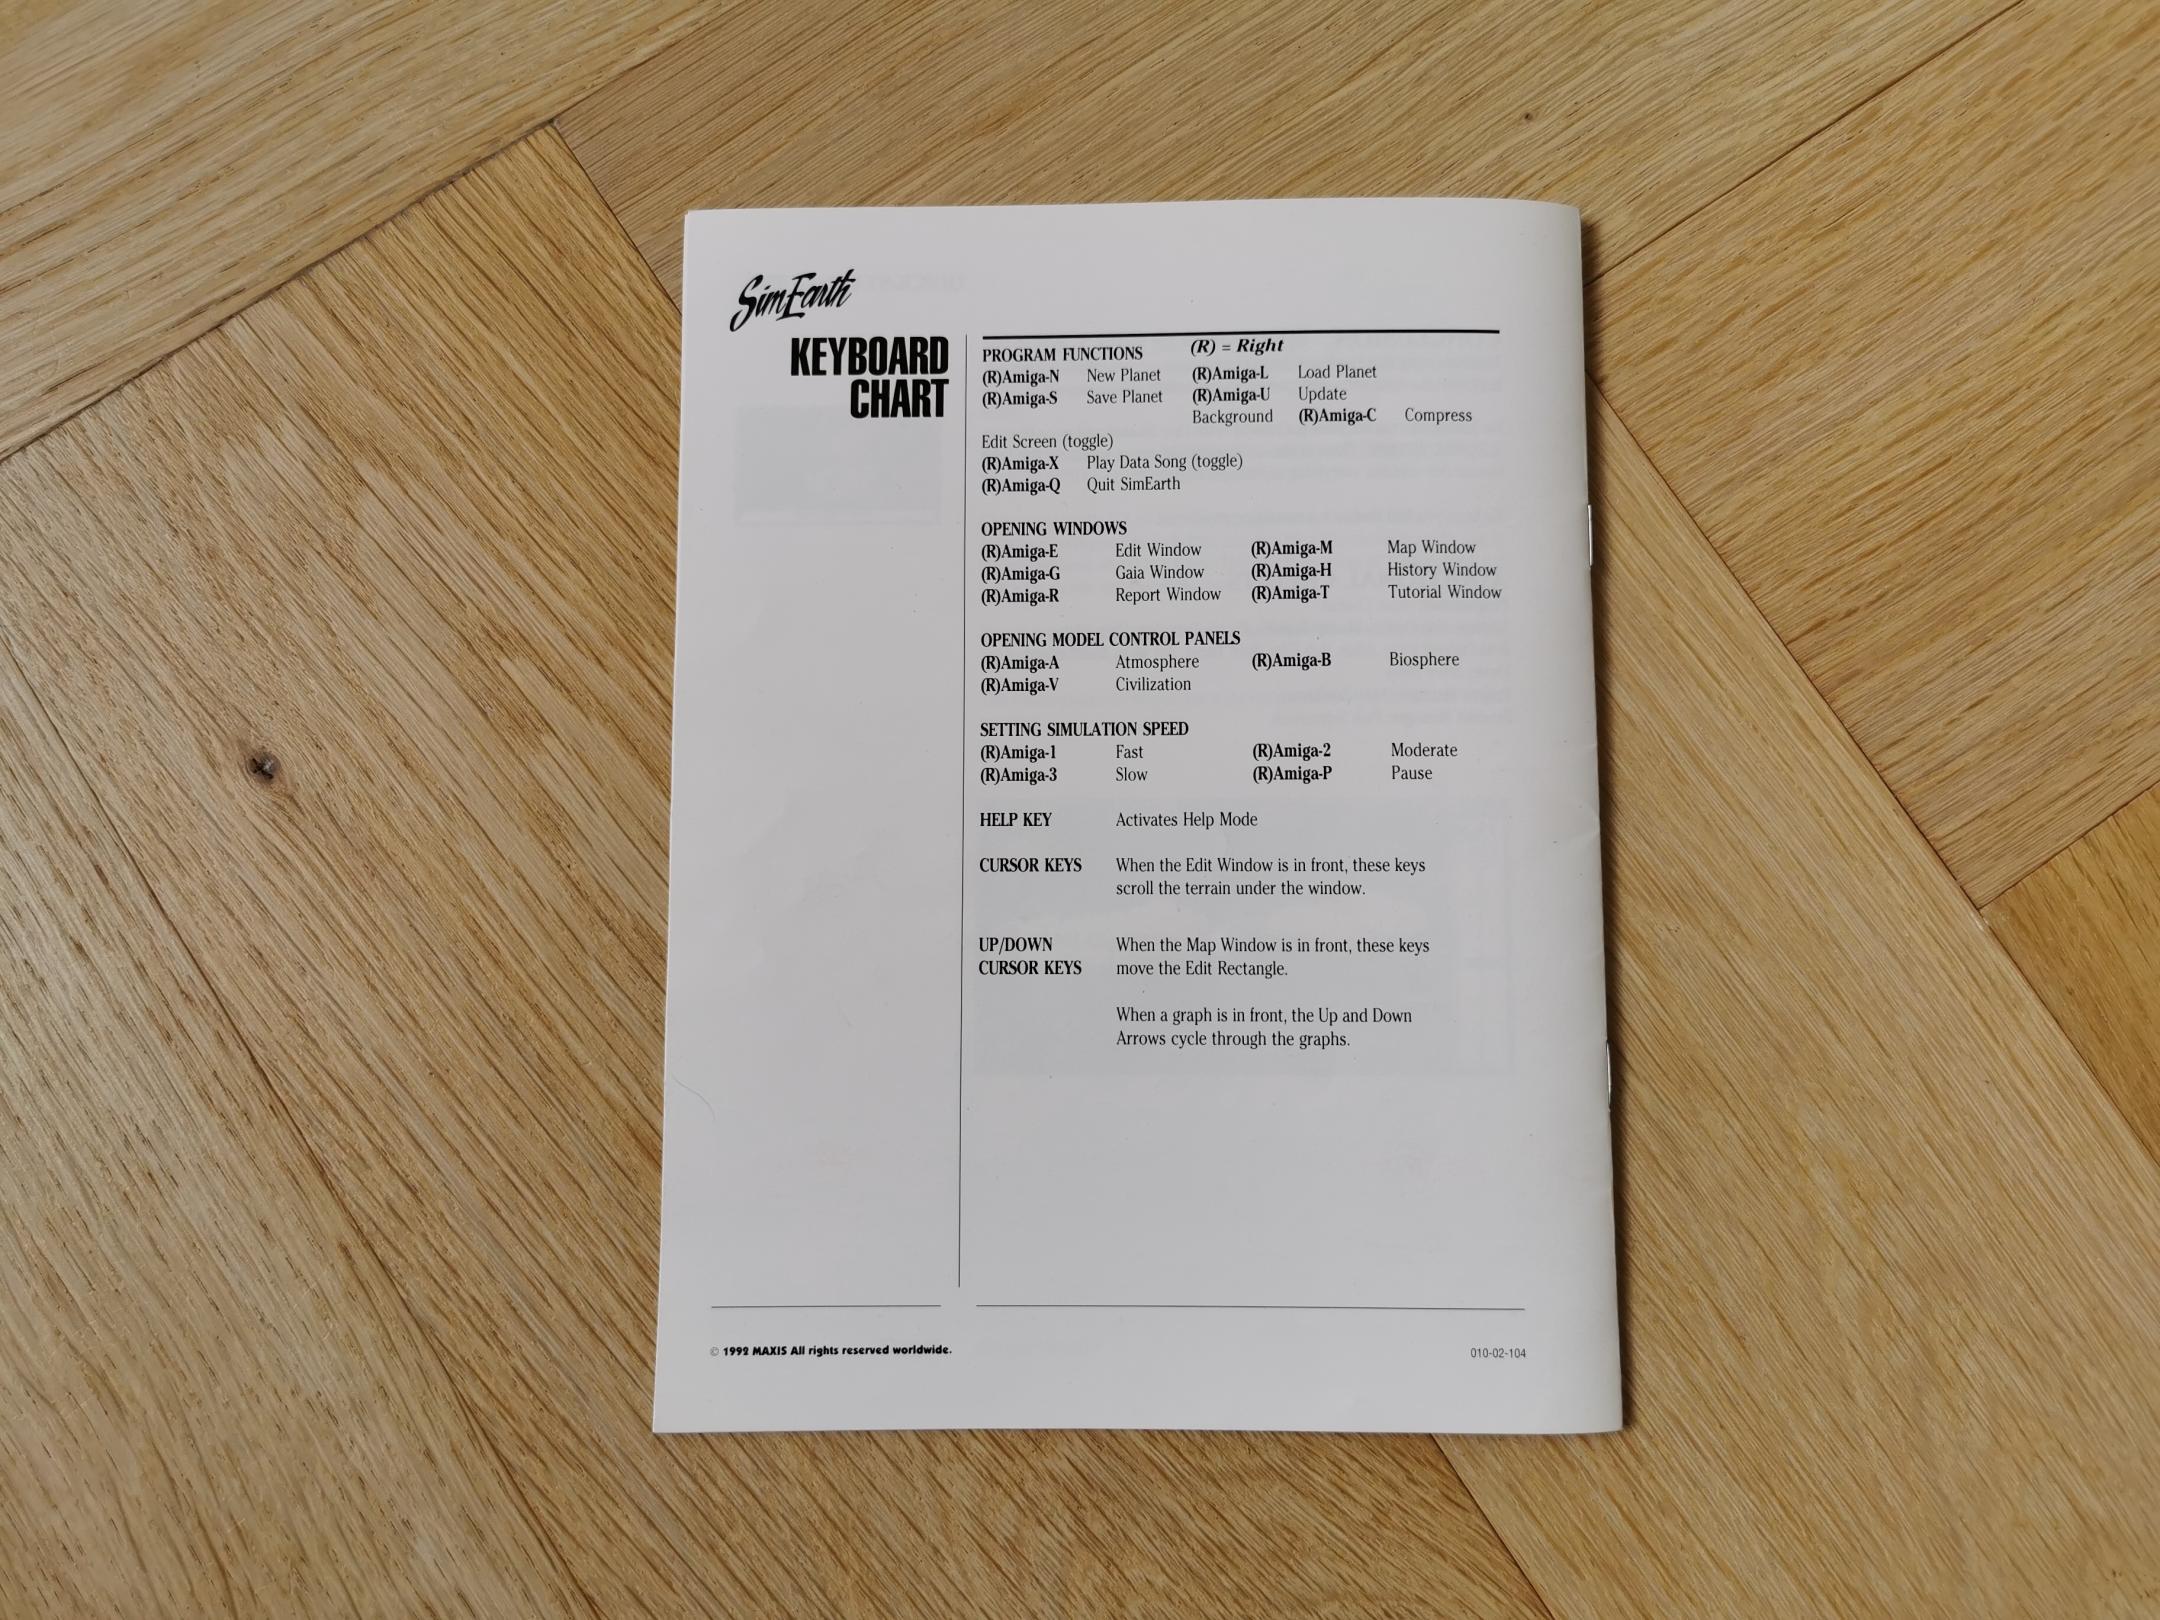 SimEarth
KEYBOARD
CHART
PROGRAM FUNCTIONS (R) = Right
(R)Amiga-N New Planet (R)Amiga-L Load Planet
(R)Amiga-S Save Planet (R)Amiga-U Update
Background (R)Amiga-C Compress
Edit Screen (toggle)
(R)Amiga-X Play Data Song (toggle)
(R)Amiga-Q Quit SimEarth
OPENING WINDOWS
(R)Amiga-E Edit Window (R)Amiga-M Map Window
(R)Amiga-G Gaia Window (R)Amiga-H History Window
(R)Amiga-R Report Window (R)Amiga-T Tutorial Window
OPENING MODEL CONTROL PANELS
(R)Amiga-A Atmosphere (R)Amiga-B Biosphere
(R)Amiga-V Civilization
SETTING SIMULATION SPEED
(R)Amiga-1 Fast (R)Amiga-2 Moderate
(R)Amiga-3 Slow (R)Amiga-P Pause
HELP KEY Activates Help Mode
CURSOR KEYS When the Edit Window is in front, these keys
scroll the terrain under the window.
UP/DOWN When the Map Window is in front, these keys
CURSOR KEYS move the Edit Rectangle.
When a graph is in front, the Up and Down
Arrows cycle through the graphs.
© 1992 MAXIS All rights reserved worldwide. 010-02-104